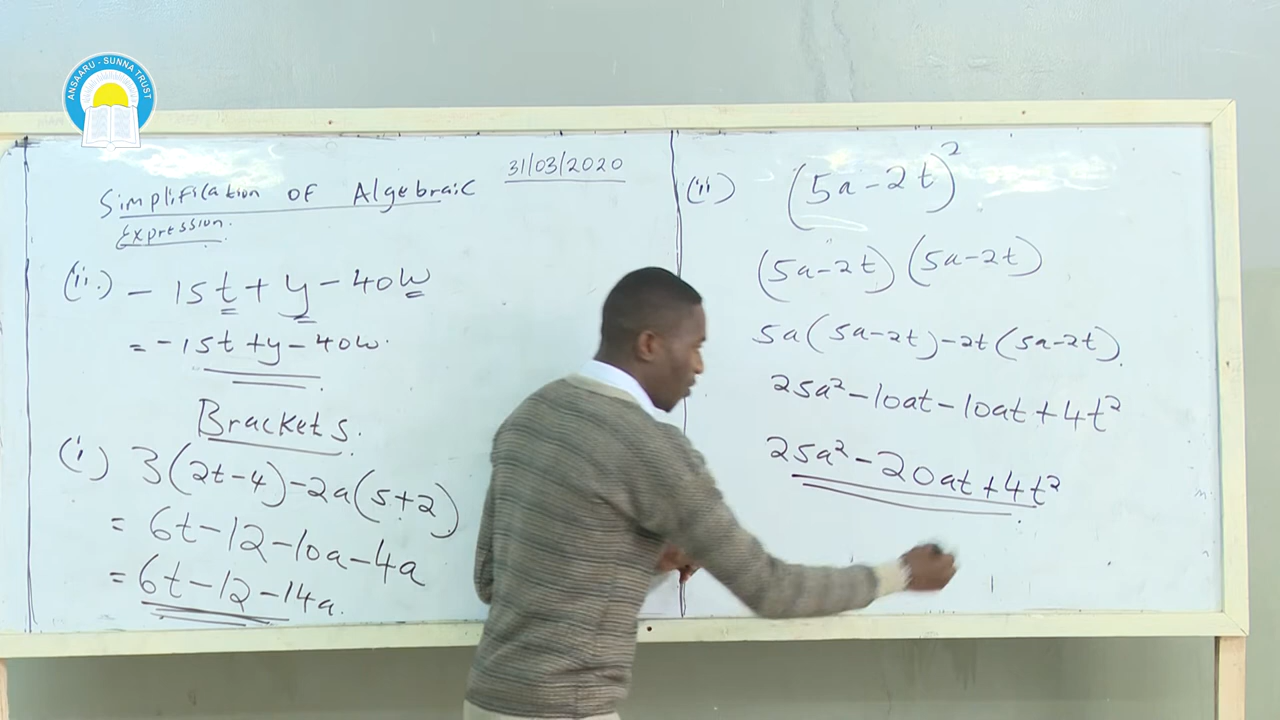 ANSAARU - SUNNA TRUST
31/03/2020
Simplification of Algebraic
Expression.
(ii.) - 15t + y - 40w
= -15t + y - 40w.
Brackets.
(i) 3(2t-4)-2a(5+2)
= 6t-12-10a-4a
= 6t-12-14a.
(ii) (5a-2t)²
(5a-2t)(5a-2t)
5a(5a-2t)-2t(5a-2t).
25a²-10at-10at+4t²
25a²-20at+4t²